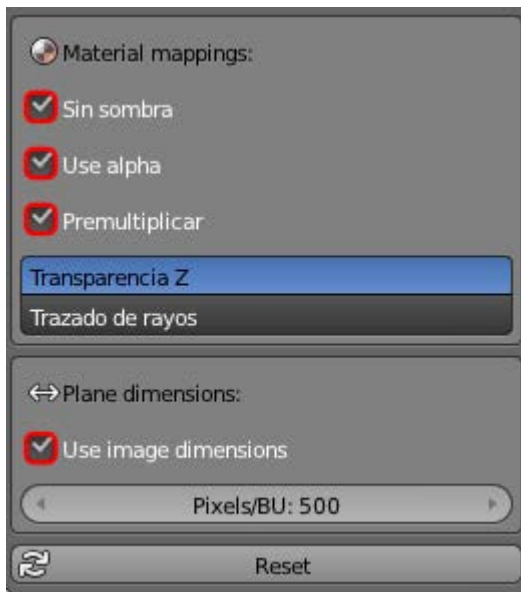 Material mappings:
Sin sombra
Use alpha
Premultiplicar
Transparencia Z
Trazado de rayos
Plane dimensions:
Use image dimensions
Pixels/BU: 500
Reset